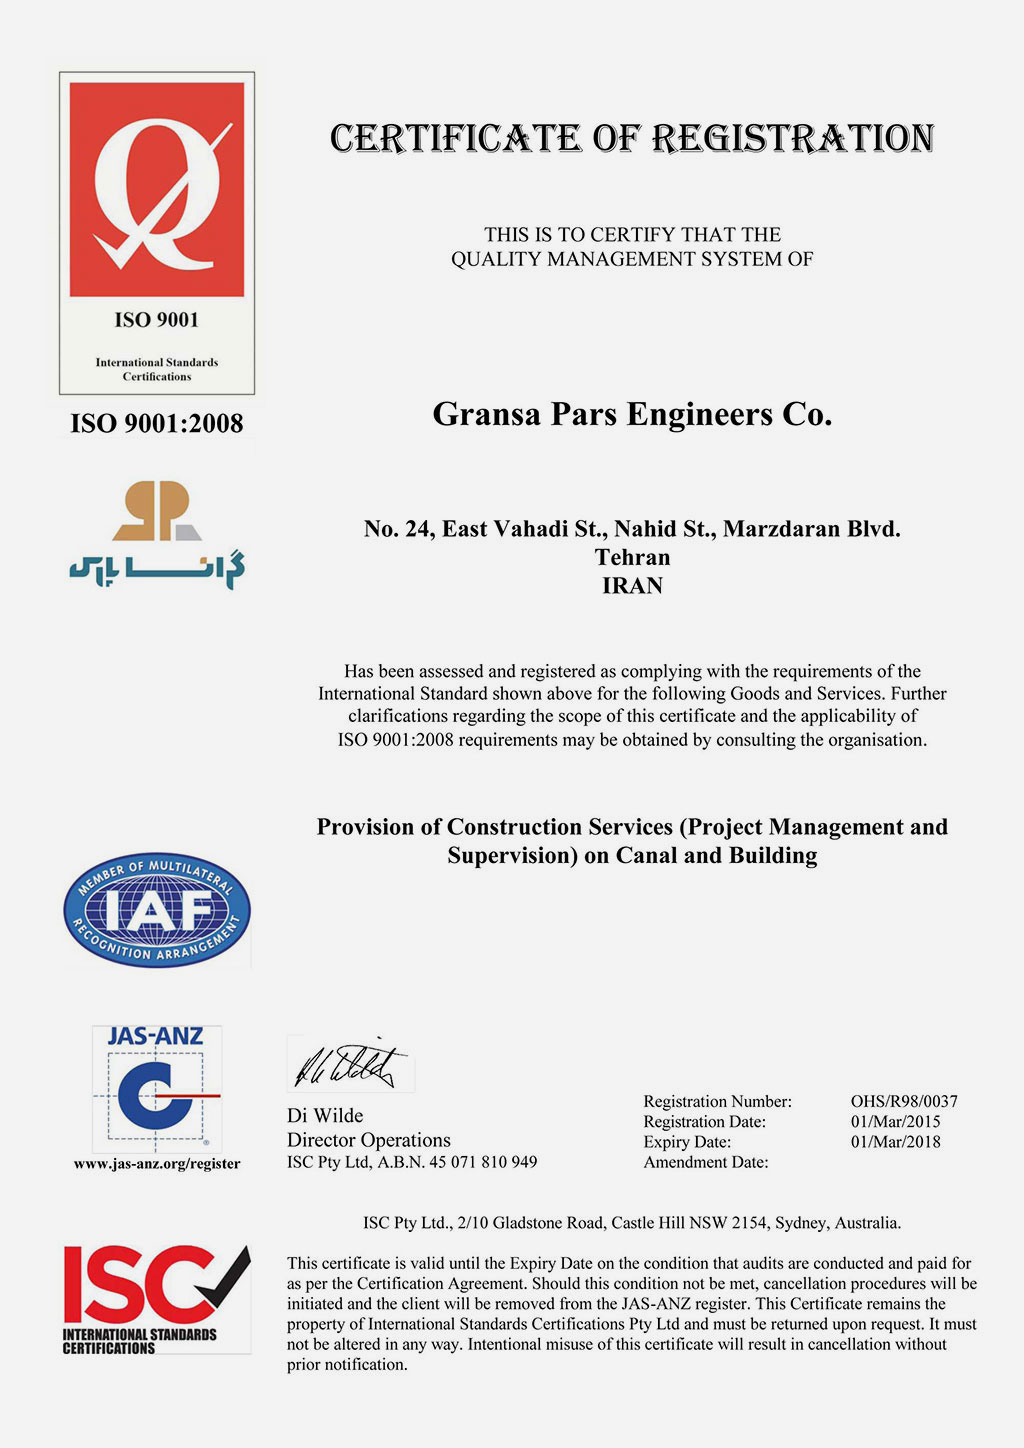 CERTIFICATE OF REGISTRATION
THIS IS TO CERTIFY THAT THE
QUALITY MANAGEMENT SYSTEM OF
ISO 9001
International Standards
Certifications
ISO 9001:2008
Gransa Pars Engineers Co.
گرانسا پارس
No. 24, East Vahadi St., Nahid St., Marzdaran Blvd.
Tehran
IRAN
Has been assessed and registered as complying with the requirements of the
International Standard shown above for the following Goods and Services. Further
clarifications regarding the scope of this certificate and the applicability of
ISO 9001:2008 requirements may be obtained by consulting the organisation.
Provision of Construction Services (Project Management and
Supervision) on Canal and Building
MEMBER OF MULTILATERAL
IAF
RECOGNITION ARRANGEMENT
JAS-ANZ
®
www.jas-anz.org/register
Di Wilde
Director Operations
ISC Pty Ltd, A.B.N. 45 071 810 949
Registration Number: OHS/R98/0037
Registration Date: 01/Mar/2015
Expiry Date: 01/Mar/2018
Amendment Date:
ISC Pty Ltd., 2/10 Gladstone Road, Castle Hill NSW 2154, Sydney, Australia.
ISC
INTERNATIONAL STANDARDS
CERTIFICATIONS
This certificate is valid until the Expiry Date on the condition that audits are conducted and paid for
as per the Certification Agreement. Should this condition not be met, cancellation procedures will be
initiated and the client will be removed from the JAS-ANZ register. This Certificate remains the
property of International Standards Certifications Pty Ltd and must be returned upon request. It must
not be altered in any way. Intentional misuse of this certificate will result in cancellation without
prior notification.